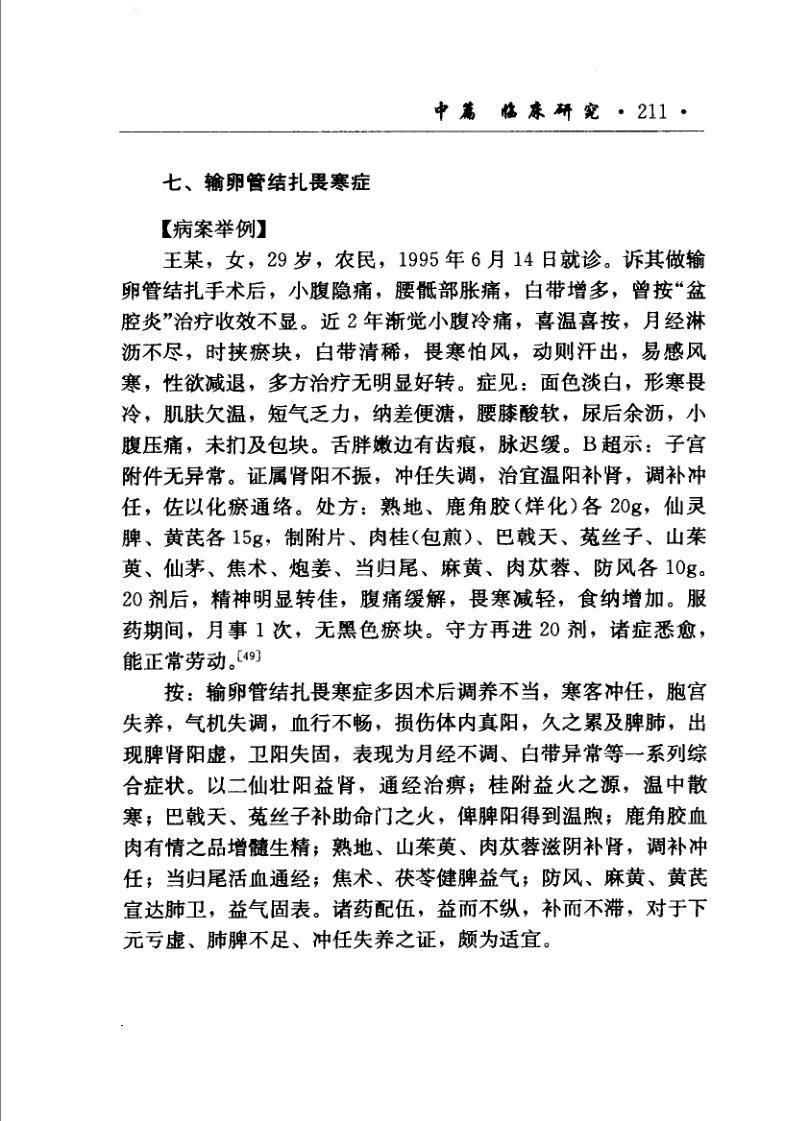 中篇 临床研究 · 211 ·
七、输卵管结扎畏寒症
【病案举例】
王某，女，29岁，农民，1995年6月14日就诊。诉其做输
卵管结扎手术后，小腹隐痛，腰骶部胀痛，白带增多，曾按“盆
腔炎”治疗收效不显。近2年渐觉小腹冷痛，喜温喜按，月经淋
沥不尽，时挟瘀块，白带清稀，畏寒怕风，动则汗出，易感风
寒，性欲减退，多方治疗无明显好转。症见：面色淡白，形寒畏
冷，肌肤欠温，短气乏力，纳差便溏，腰膝酸软，尿后余沥，小
腹压痛，未扪及包块。舌胖嫩边有齿痕，脉迟缓。B超示：子宫
附件无异常。证属肾阳不振，冲任失调，治宜温阳补肾，调补冲
任，佐以化瘀通络。处方：熟地、鹿角胶（烊化）各20g，仙灵
脾、黄芪各15g，制附片、肉桂（包煎）、巴戟天、菟丝子、山茱
萸、仙茅、焦术、炮姜、当归尾、麻黄、肉苁蓉、防风各10g。
20剂后，精神明显转佳，腹痛缓解，畏寒减轻，食纳增加。服
药期间，月事1次，无黑色瘀块。守方再进20剂，诸症悉愈，
能正常劳动。[49]
按：输卵管结扎畏寒症多因术后调养不当，寒客冲任，胞宫
失养，气机失调，血行不畅，损伤体内真阳，久之累及脾肺，出
现脾肾阳虚，卫阳失固，表现为月经不调、白带异常等一系列综
合症状。以二仙壮阳益肾，通经治痹；桂附益火之源，温中散
寒；巴戟天、菟丝子补助命门之火，俾脾阳得到温煦；鹿角胶血
肉有情之品增髓生精；熟地、山茱萸、肉苁蓉滋阴补肾，调补冲
任；当归尾活血通经；焦术、茯苓健脾益气；防风、麻黄、黄芪
宣达肺卫，益气固表。诸药配伍，益而不纵，补而不滞，对于下
元亏虚、肺脾不足、冲任失养之证，颇为适宜。